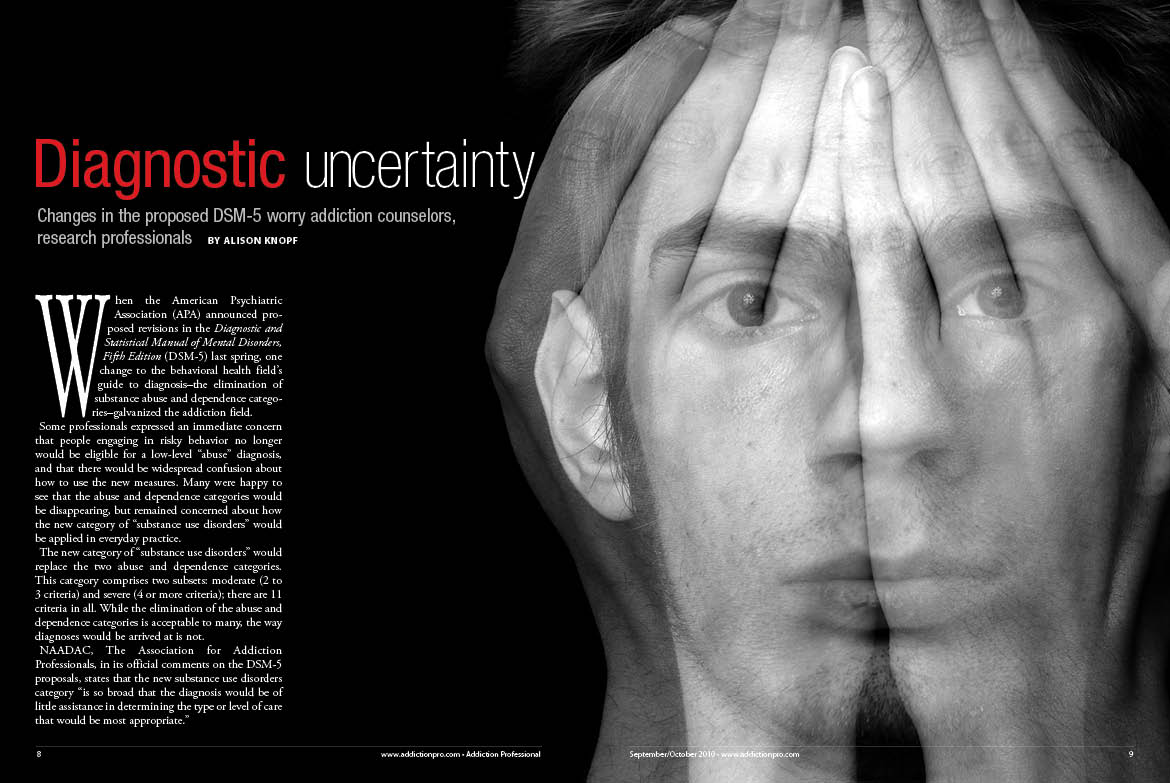 Diagnostic uncertainty
Changes in the proposed DSM-5 worry addiction counselors,
research professionals BY ALISON KNOPF
When the American Psychiatric
Association (APA) announced pro-
posed revisions in the Diagnostic and
Statistical Manual of Mental Disorders,
Fifth Edition (DSM-5) last spring, one
change to the behavioral health field's
guide to diagnosis—the elimination of
substance abuse and dependence catego-
ries—galvanized the addiction field.
Some professionals expressed an immediate concern
that people engaging in risky behavior no longer
would be eligible for a low-level "abuse" diagnosis,
and that there would be widespread confusion about
how to use the new measures. Many were happy to
see that the abuse and dependence categories would
be disappearing, but remained concerned about how
the new category of "substance use disorders" would
be applied in everyday practice.
The new category of "substance use disorders" would
replace the two abuse and dependence categories.
This category comprises two subsets: moderate (2 to
3 criteria) and severe (4 or more criteria); there are 11
criteria in all. While the elimination of the abuse and
dependence categories is acceptable to many, the way
diagnoses would be arrived at is not.
NAADAC, The Association for Addiction
Professionals, in its official comments on the DSM-5
proposals, states that the new substance use disorders
category "is so broad that the diagnosis would be of
little assistance in determining the type or level of care
that would be most appropriate."
8
www.addictionpro.com • Addiction Professional
September/October 2010 • www.addictionpro.com
9